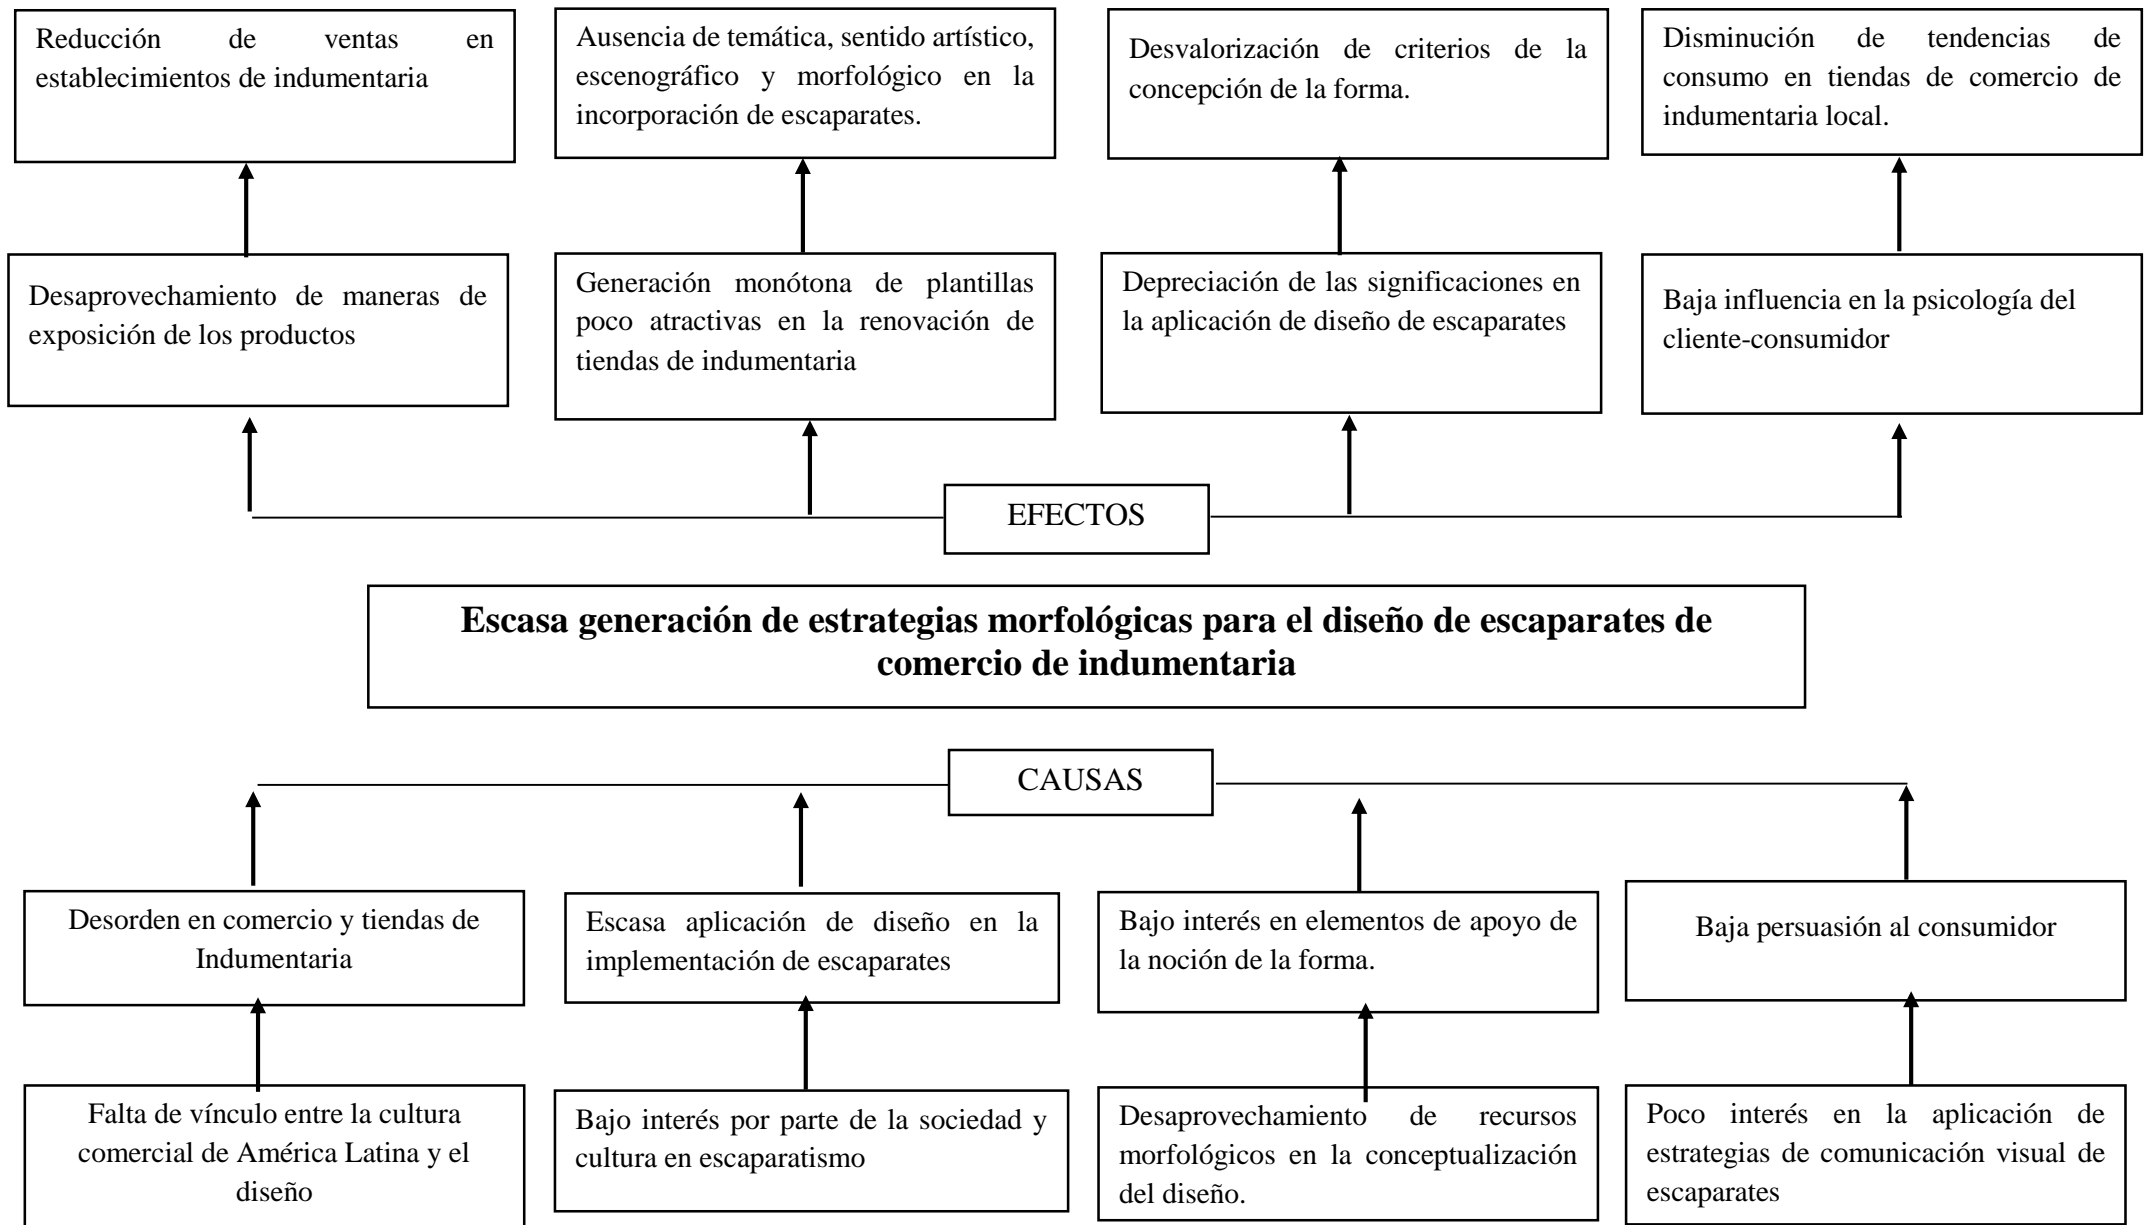 Reducción de ventas en
establecimientos de indumentaria
Ausencia de temática, sentido artístico,
escenográfico y morfológico en la
incorporación de escaparates.
Desvalorización de criterios de la
concepción de la forma.
Disminución de tendencias de
consumo en tiendas de comercio de
indumentaria local.
Desaprovechamiento de maneras de
exposición de los productos
Generación monótona de plantillas
poco atractivas en la renovación de
tiendas de indumentaria
Depreciación de las significaciones en
la aplicación de diseño de escaparates
Baja influencia en la psicología del
cliente-consumidor
EFECTOS
Escasa generación de estrategias morfológicas para el diseño de escaparates de
comercio de indumentaria
CAUSAS
Desorden en comercio y tiendas de
Indumentaria
Escasa aplicación de diseño en la
implementación de escaparates
Bajo interés en elementos de apoyo de
la noción de la forma.
Baja persuasión al consumidor
Falta de vínculo entre la cultura
comercial de América Latina y el
diseño
Bajo interés por parte de la sociedad y
cultura en escaparatismo
Desaprovechamiento de recursos
morfológicos en la conceptualización
del diseño.
Poco interés en la aplicación de
estrategias de comunicación visual de
escaparates